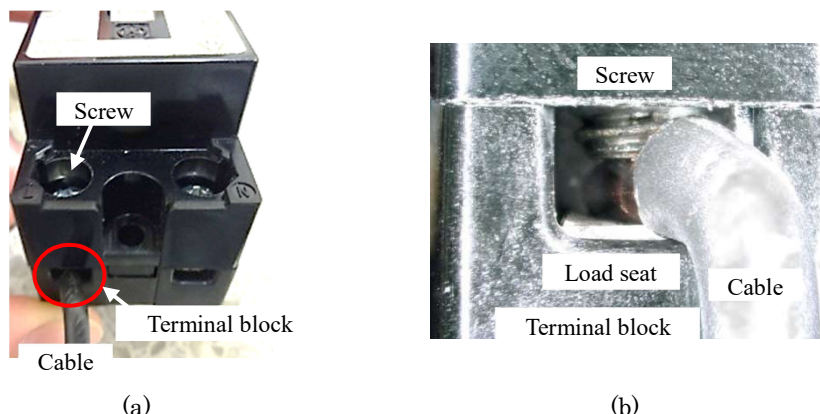 Screw
Terminal block
Cable
(a)
Screw
Load seat
Cable
Terminal block
(b)